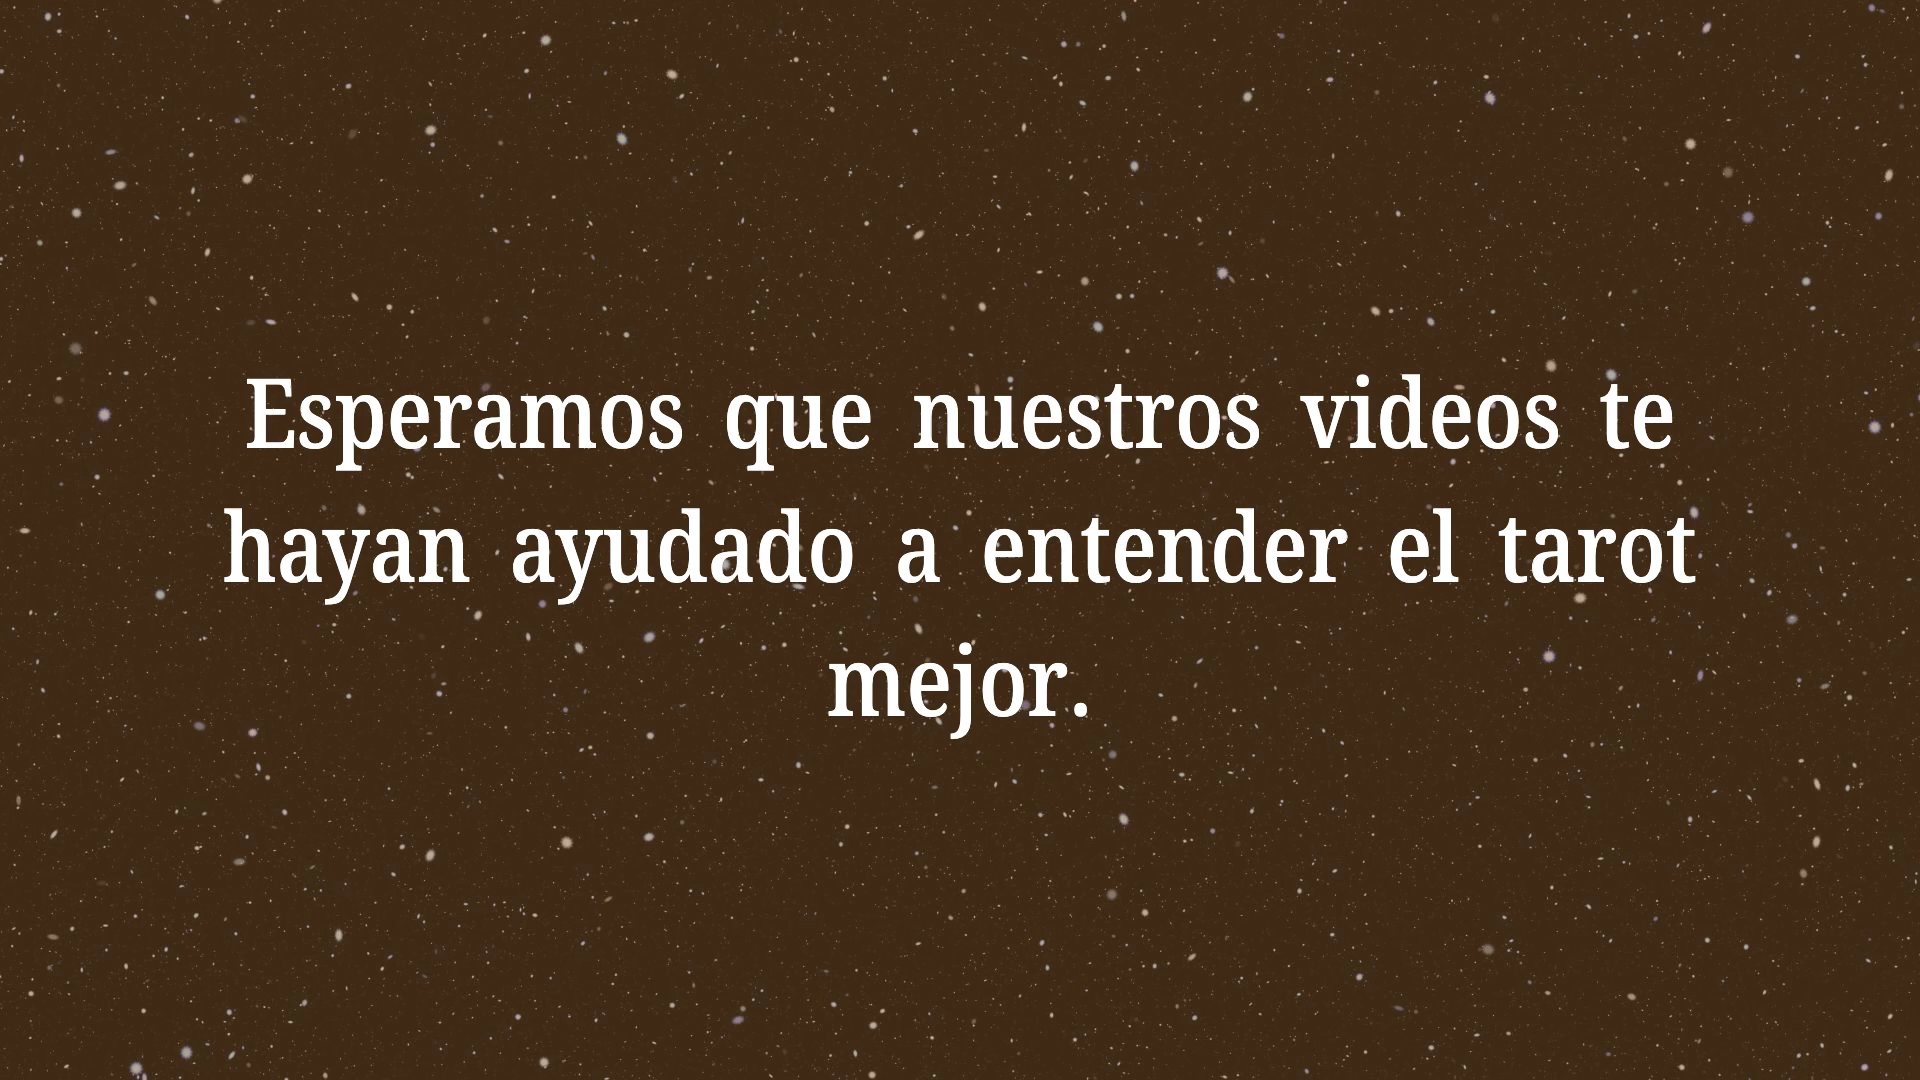 Esperamos que nuestros videos te
hayan ayudado a entender el tarot
mejor.